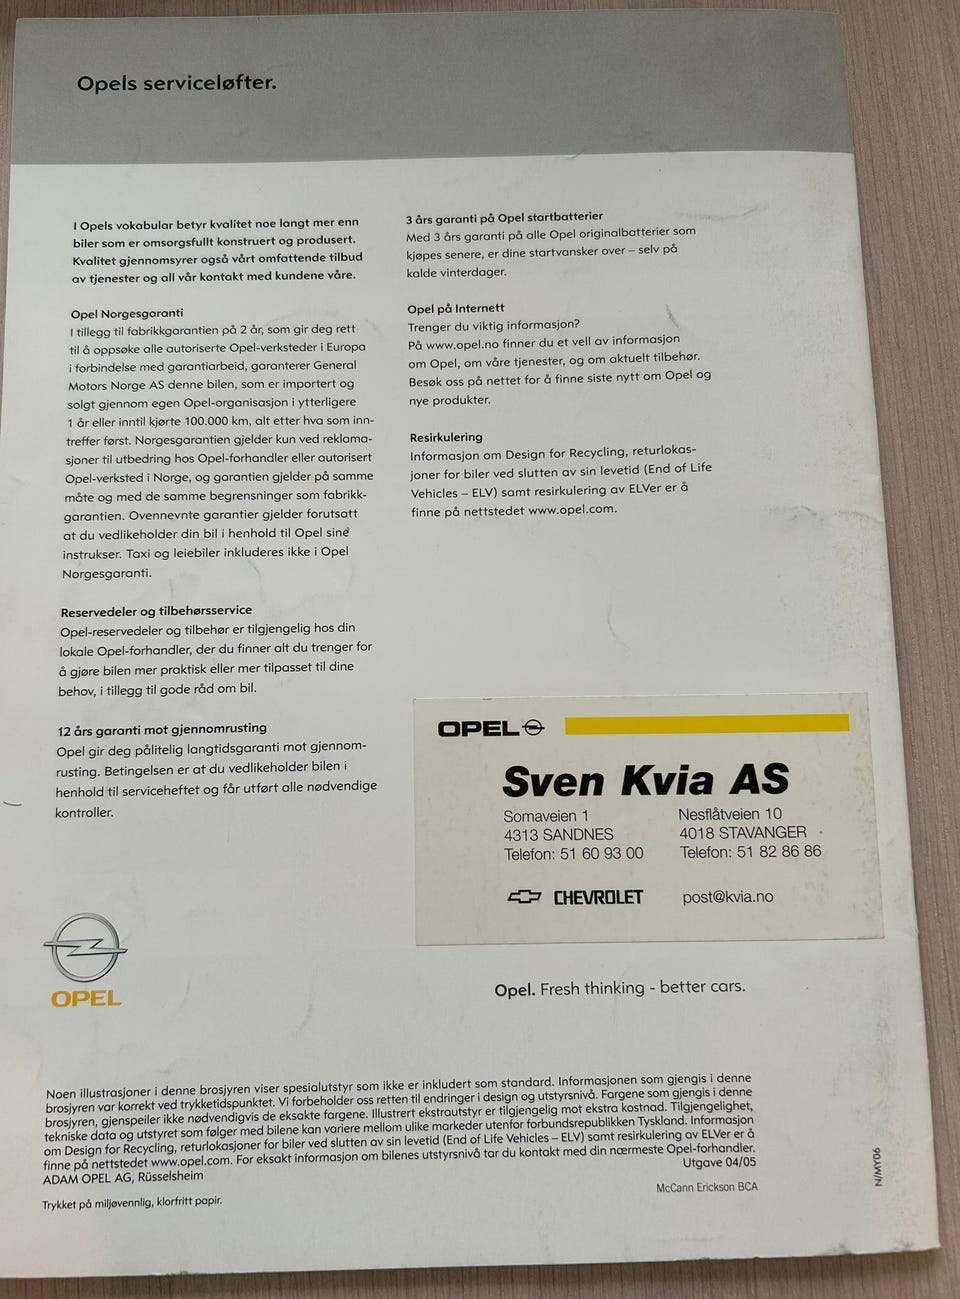 Opels serviceløfter.
I Opels vokabular betyr kvalitet noe langt mer enn
biler som er omsorgsfullt konstruert og produsert.
Kvalitet gjennomsyrer også vårt omfattende tilbud
av tjenester og all vår kontakt med kundene våre.
Opel Norgesgaranti
I tillegg til fabrikkgarantien på 2 år, som gir deg rett
til å oppsøke alle autoriserte Opel-verksteder i Europa
i forbindelse med garantiarbeid, garanterer General
Motors Norge AS denne bilen, som er importert og
solgt gjennom egen Opel-organisasjon i ytterligere
1 år eller inntil kjørte 100.000 km, alt etter hva som inn-
treffer først. Norgesgarantien gjelder kun ved reklama-
sjoner til utbedring hos Opel-forhandler eller autorisert
Opel-verksted i Norge, og garantien gjelder på samme
måte og med de samme begrensninger som fabrikk-
garantien. Ovennevnte garantier gjelder forutsatt
at du vedlikeholder din bil i henhold til Opel sine
instrukser. Taxi og leiebiler inkluderes ikke i Opel
Norgesgaranti.
Reservedeler og tilbehørsservice
Opel-reservedeler og tilbehør er tilgjengelig hos din
lokale Opel-forhandler, der du finner alt du trenger for
å gjøre bilen mer praktisk eller mer tilpasset til dine
behov, i tillegg til gode råd om bil.
12 års garanti mot gjennomrusting
Opel gir deg pålitelig langtidsgaranti mot gjennom-
rusting. Betingelsen er at du vedlikeholder bilen i
henhold til serviceheftet og får utført alle nødvendige
kontroller.
3 års garanti på Opel startbatterier
Med 3 års garanti på alle Opel originalbatterier som
kjøpes senere, er dine startvansker over – selv på
kalde vinterdager.
Opel på Internett
Trenger du viktig informasjon?
På www.opel.no finner du et vell av informasjon
om Opel, om våre tjenester, og om aktuelt tilbehør.
Besøk oss på nettet for å finne siste nytt om Opel og
nye produkter.
Resirkulering
Informasjon om Design for Recycling, returlokas-
joner for biler ved slutten av sin levetid (End of Life
Vehicles – ELV) samt resirkulering av ELVer er å
finne på nettstedet www.opel.com.
OPEL
Sven Kvia AS
Somaveien 1
4313 SANDNES
Telefon: 51 60 93 00
Nesflåtveien 10
4018 STAVANGER
Telefon: 51 82 86 86
CHEVROLET
post@kvia.no
OPEL
Opel. Fresh thinking - better cars.
Noen illustrasjoner i denne brosjyren viser spesialutstyr som ikke er inkludert som standard. Informasjonen som gjengis i denne
brosjyren var korrekt ved trykketidspunktet. Vi forbeholder oss retten til endringer i design og utstyrsnivå. Fargene som gjengis i denne
brosjyren, gjenspeiler ikke nødvendigvis de eksakte fargene. Illustrert ekstrautstyr er tilgjengelig mot ekstra kostnad. Tilgjengelighet,
tekniske data og utstyret som følger med bilene kan variere mellom ulike markeder utenfor forbundsrepublikken Tyskland. Informasjon
om Design for Recycling, returlokasjoner for biler ved slutten av sin levetid (End of Life Vehicles – ELV) samt resirkulering av ELVer er å
finne på nettstedet www.opel.com. For eksakt informasjon om bilenes utstyrsnivå tar du kontakt med din nærmeste Opel-forhandler.
ADAM OPEL AG, Rüsselsheim
Utgave 04/05
Trykket på miljøvennlig, klorfritt papir.
McCann Erickson BCA
N/MY06